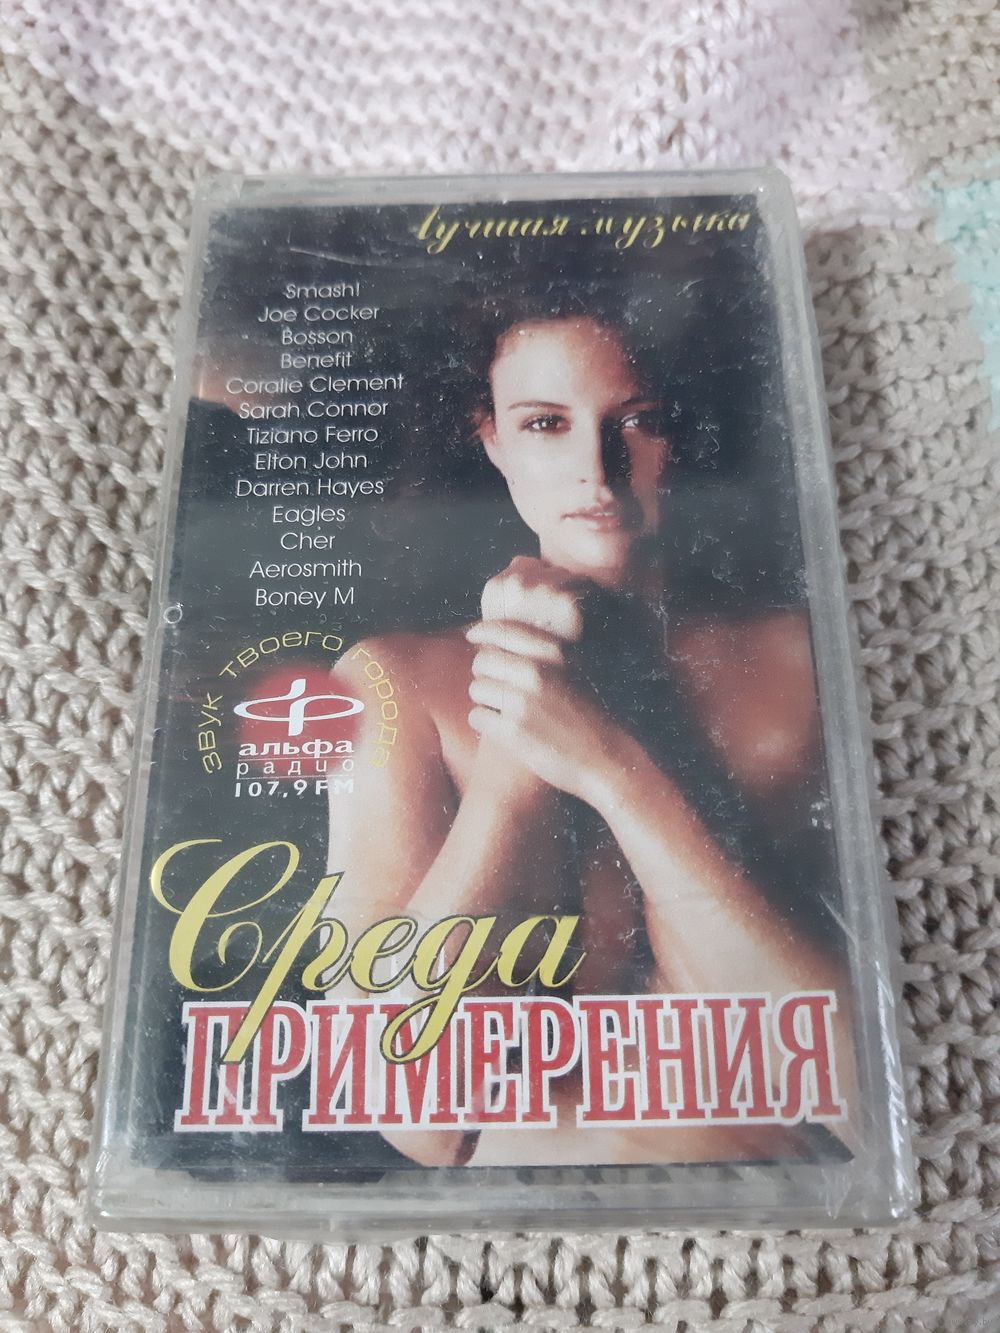 Лучшая музыка
Smash!
Joe Cocker
Bosson
Benefit
Coralie Clement
Sarah Connor
Tiziano Ferro
Elton John
Darren Hayes
Eagles
Cher
Aerosmith
Boney M
звук твоего города
альфа
радио
107,9 FM
Среда
ПРИМЕРЕНИЯ